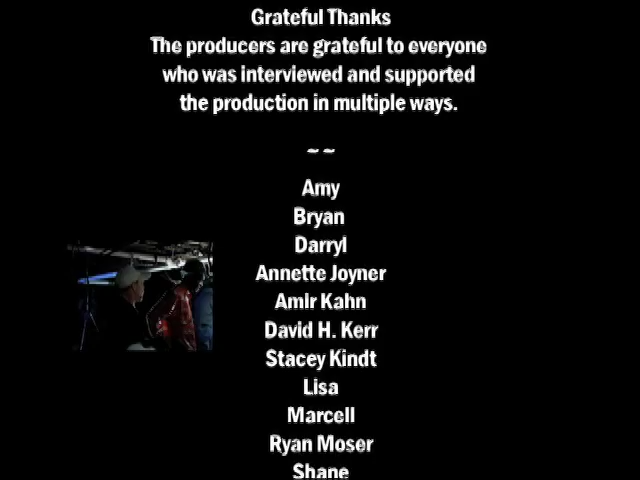 Grateful Thanks
The producers are grateful to everyone
who was interviewed and supported
the production in multiple ways.
~ ~
Amy
Bryan
Darryl
Annette Joyner
Amir Kahn
David H. Kerr
Stacey Kindt
Lisa
Marcell
Ryan Moser
Shane